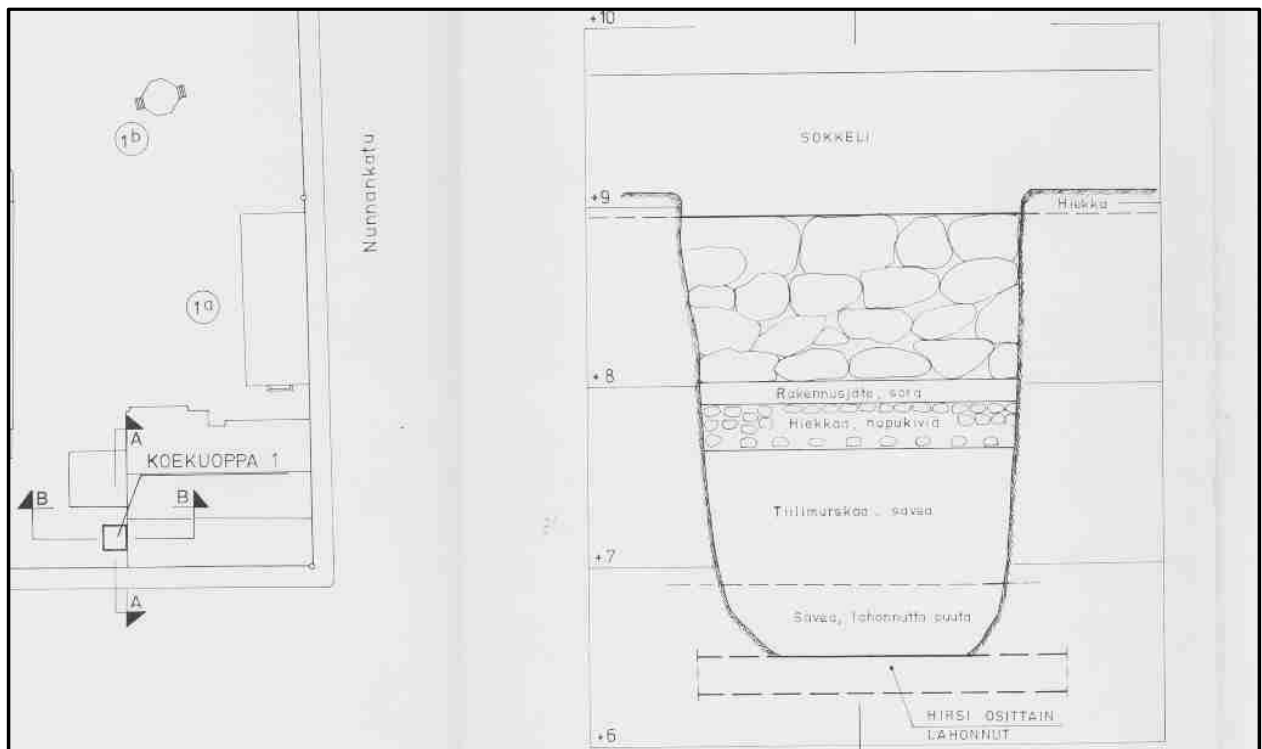 1b
Nunnankatu
1a
A
KOEKUOPPA 1
B
B
A
+10
SOKKELI
+9
Hiekka
+8
Rakennusjäte, sora
Hiekkaa, nupukiviä
Tiilimurskaa, savea
+7
Savea, lahonnutta puuta
HIRSI OSITTAIN
LAHONNUT
+6